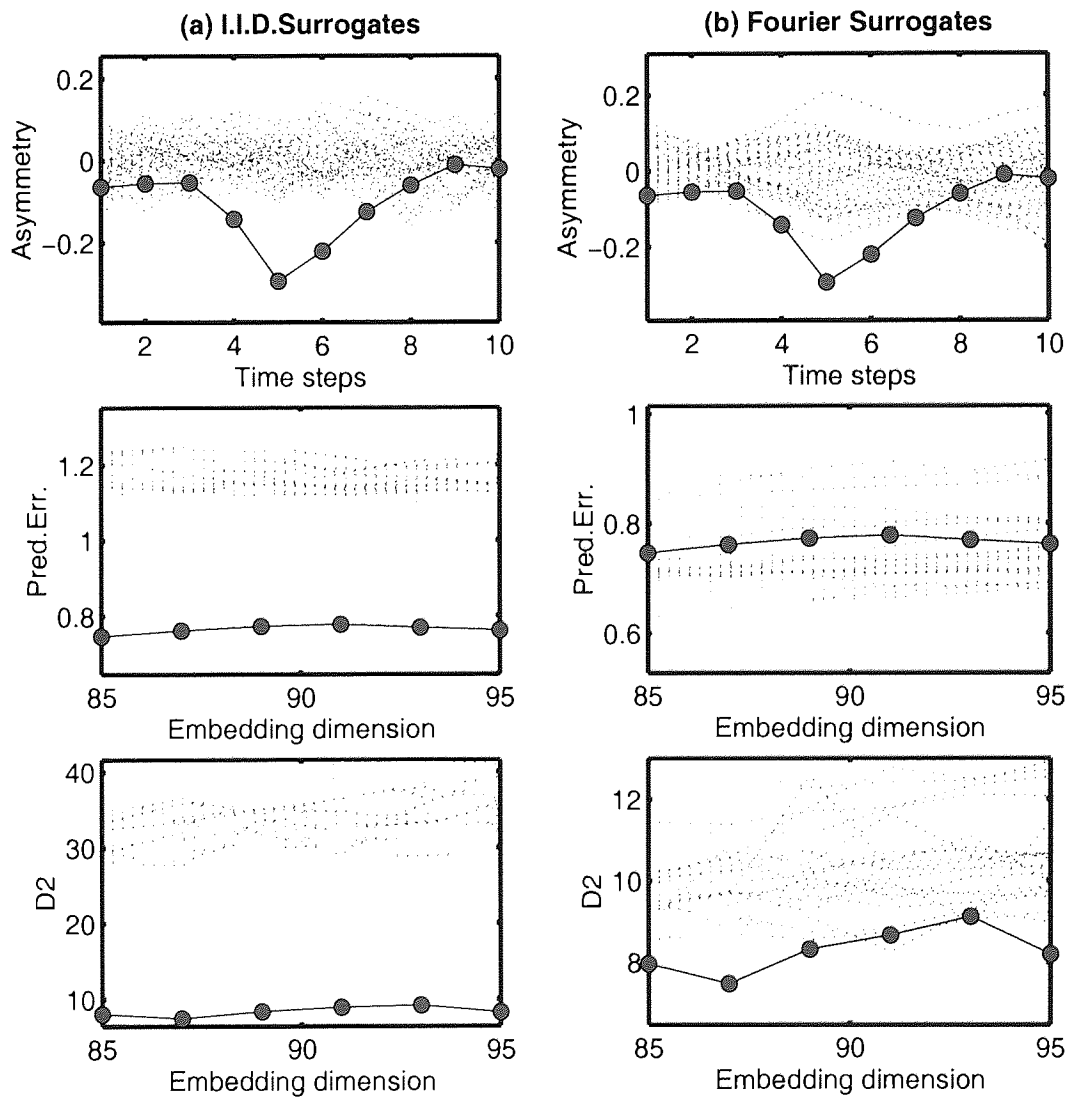 (a) I.I.D.Surrogates
(b) Fourier Surrogates
Asymmetry
0.2
0
−0.2
2
4
6
8
10
Time steps
Asymmetry
0.2
0
−0.2
2
4
6
8
10
Time steps
Pred.Err.
1.2
1
0.8
85
90
95
Embedding dimension
Pred.Err.
1
0.8
0.6
85
90
95
Embedding dimension
D2
40
30
20
10
85
90
95
Embedding dimension
D2
12
10
8
85
90
95
Embedding dimension